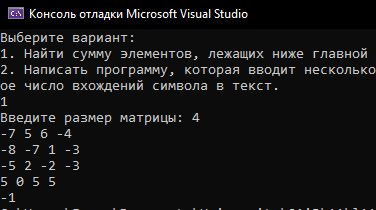 Консоль отладки Microsoft Visual Studio
Выберите вариант:
1. Найти сумму элементов, лежащих ниже главной
2. Написать программу, которая вводит несколько
ое число вхождений символа в текст.
1
Введите размер матрицы: 4
-7 5 6 -4
-8 -7 1 -3
-5 2 -2 -3
5 0 5 5
-1